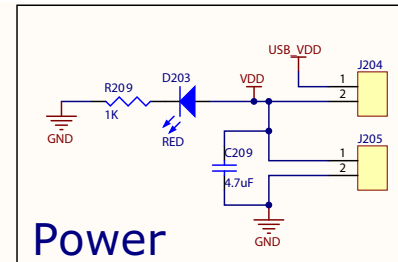 USB_VDD
J204
D203
VDD
R209
1
2
1K
GND
RED
J205
C209
1
2
4.7uF
GND
Power